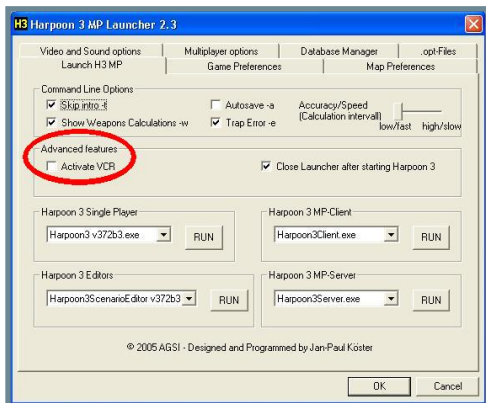 H3 Harpoon 3 MP Launcher 2.3
Video and Sound options Multiplayer options Database Manager .opt-Files
Launch H3 MP Game Preferences Map Preferences
Command Line Options
Skip intro -t Autosave -a Accuracy/Speed
(Calculation intervall)
Show Weapons Calculations -w Trap Error -e low/fast high/slow
Advanced features
Activate VCR Close Launcher after starting Harpoon 3
Harpoon 3 Single Player Harpoon 3 MP-Client
Harpoon3 v372b3.exe RUN Harpoon3Client.exe RUN
Harpoon 3 Editors Harpoon 3 MP-Server
Harpoon3ScenarioEditor v372b3 RUN Harpoon3Server.exe RUN
© 2005 AGSI - Designed and Programmed by Jan-Paul Köster
OK Cancel